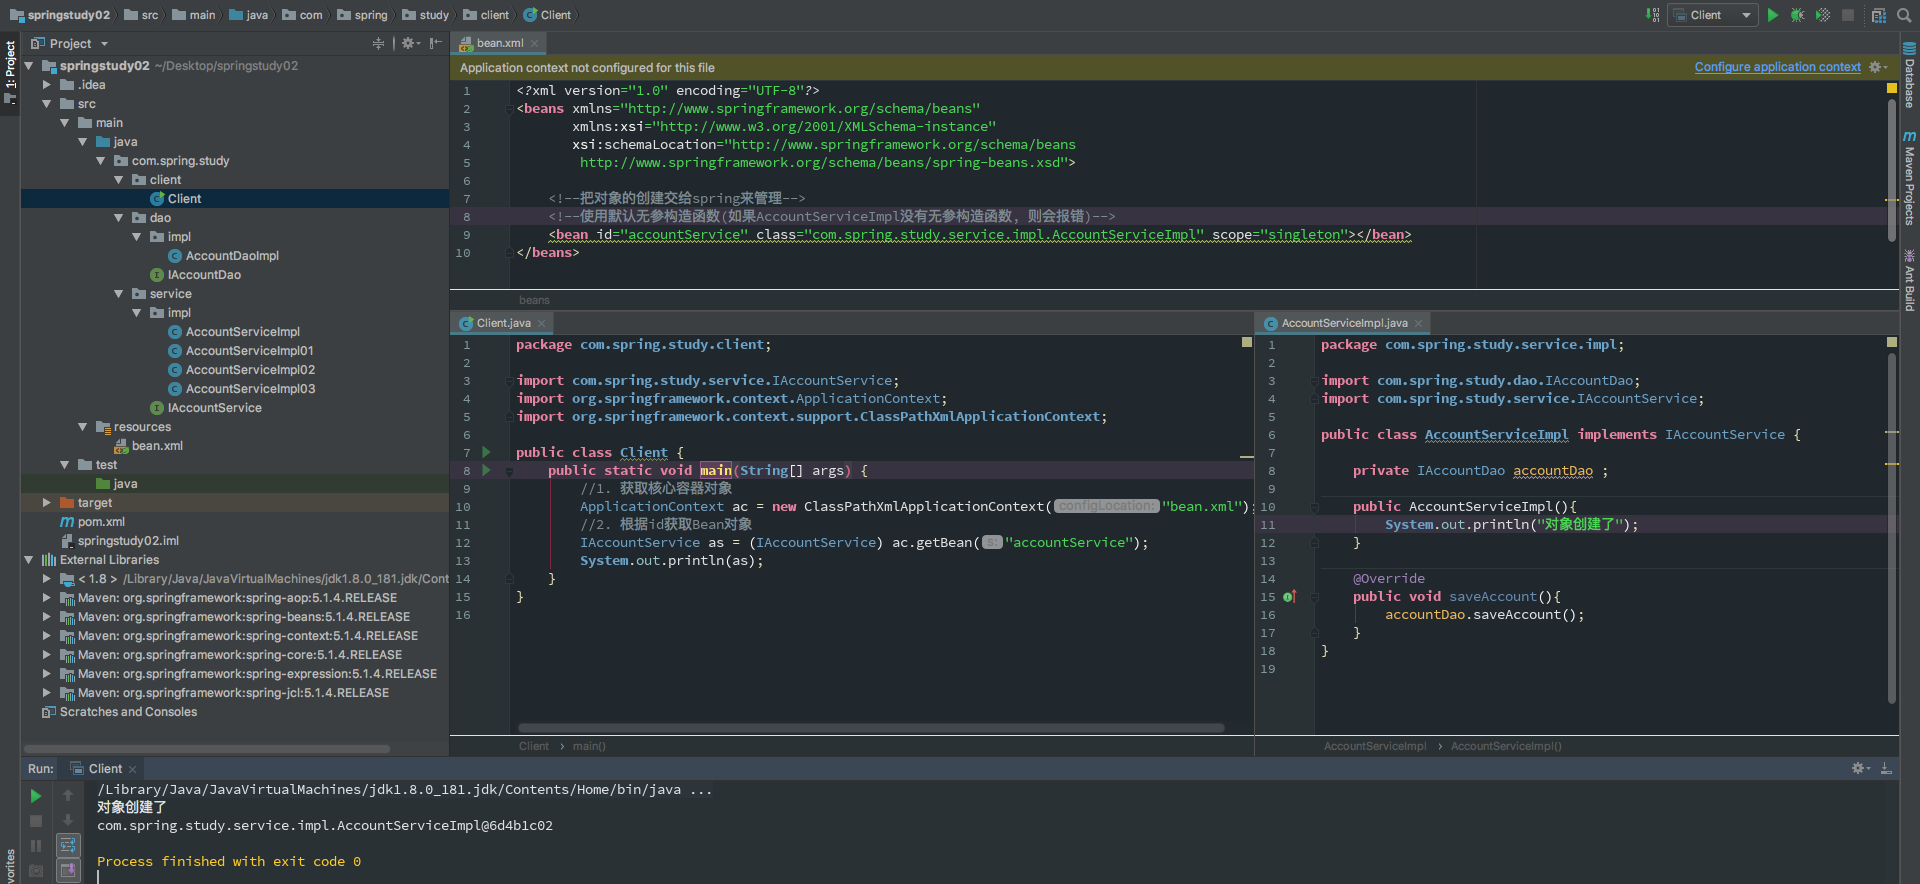 springstudy02 src main java com spring study client Client
Client
Project
bean.xml
1: Project
springstudy02 ~/Desktop/springstudy02
.idea
src
main
java
com.spring.study
client
Client
dao
impl
AccountDaoImpl
IAccountDao
service
impl
AccountServiceImpl
AccountServiceImpl01
AccountServiceImpl02
AccountServiceImpl03
IAccountService
resources
bean.xml
test
java
target
pom.xml
springstudy02.iml
External Libraries
< 1.8 > /Library/Java/JavaVirtualMachines/jdk1.8.0_181.jdk/Cont
Maven: org.springframework:spring-aop:5.1.4.RELEASE
Maven: org.springframework:spring-beans:5.1.4.RELEASE
Maven: org.springframework:spring-context:5.1.4.RELEASE
Maven: org.springframework:spring-core:5.1.4.RELEASE
Maven: org.springframework:spring-expression:5.1.4.RELEASE
Maven: org.springframework:spring-jcl:5.1.4.RELEASE
Scratches and Consoles
Application context not configured for this file
Configure application context
1 <?xml version="1.0" encoding="UTF-8"?>
2 <beans xmlns="http://www.springframework.org/schema/beans"
3 xmlns:xsi="http://www.w3.org/2001/XMLSchema-instance"
4 xsi:schemaLocation="http://www.springframework.org/schema/beans
5 http://www.springframework.org/schema/beans/spring-beans.xsd">
6
7 <!--把对象的创建交给spring来管理-->
8 <!--使用默认无参构造函数(如果AccountServiceImpl没有无参构造函数, 则会报错)-->
9 <bean id="accountService" class="com.spring.study.service.impl.AccountServiceImpl" scope="singleton"></bean>
10 </beans>
beans
Client.java
1 package com.spring.study.client;
2
3 import com.spring.study.service.IAccountService;
4 import org.springframework.context.ApplicationContext;
5 import org.springframework.context.support.ClassPathXmlApplicationContext;
6
7 public class Client {
8 public static void main(String[] args) {
9 //1. 获取核心容器对象
10 ApplicationContext ac = new ClassPathXmlApplicationContext( configLocation: "bean.xml");
11 //2. 根据id获取Bean对象
12 IAccountService as = (IAccountService) ac.getBean( s: "accountService");
13 System.out.println(as);
14 }
15 }
16
Client › main()
AccountServiceImpl.java
1 package com.spring.study.service.impl;
2
3 import com.spring.study.dao.IAccountDao;
4 import com.spring.study.service.IAccountService;
5
6 public class AccountServiceImpl implements IAccountService {
7
8 private IAccountDao accountDao ;
9
10 public AccountServiceImpl(){
11 System.out.println("对象创建了");
12 }
13
14 @Override
15 public void saveAccount(){
16 accountDao.saveAccount();
17 }
18 }
19
AccountServiceImpl › AccountServiceImpl()
Database
Maven Projects
Ant Build
Run: Client
/Library/Java/JavaVirtualMachines/jdk1.8.0_181.jdk/Contents/Home/bin/java ...
对象创建了
com.spring.study.service.impl.AccountServiceImpl@6d4b1c02
Process finished with exit code 0
vorites